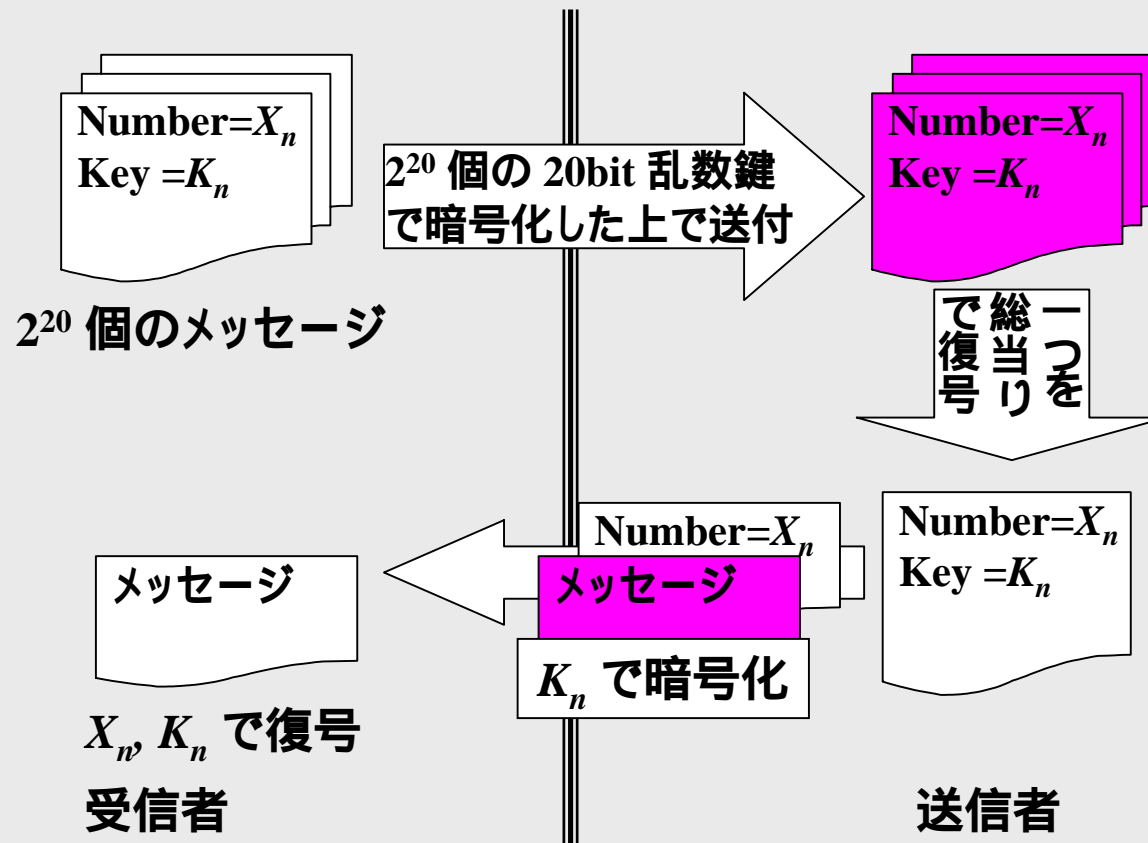 Number=Xn
Key =Kn
2²⁰ 個のメッセージ
2²⁰ 個の 20bit 乱数鍵
で暗号化した上で送付
Number=Xn
Key =Kn
一つを
総当り
で復号
Number=Xn
Key =Kn
Number=Xn
メッセージ
Kn で暗号化
メッセージ
Xn, Kn で復号
受信者
送信者